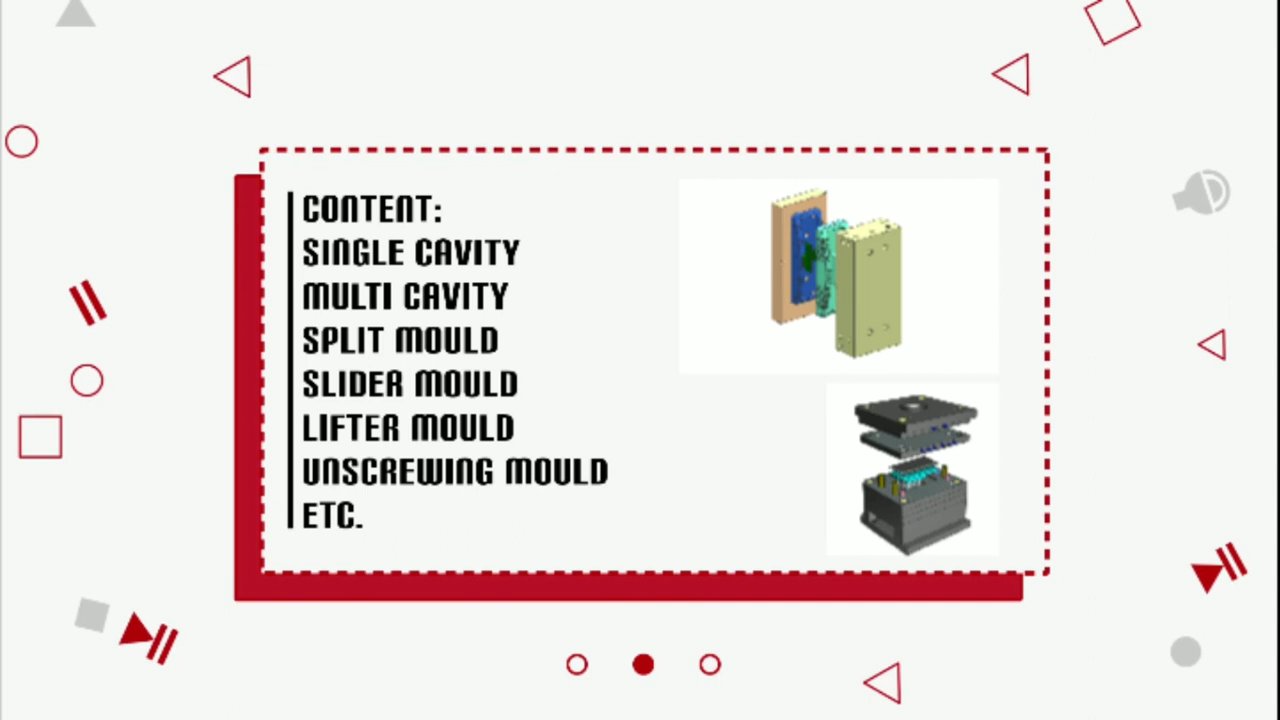 CONTENT:
SINGLE CAVITY
MULTI CAVITY
SPLIT MOULD
SLIDER MOULD
LIFTER MOULD
UNSCREWING MOULD
ETC.